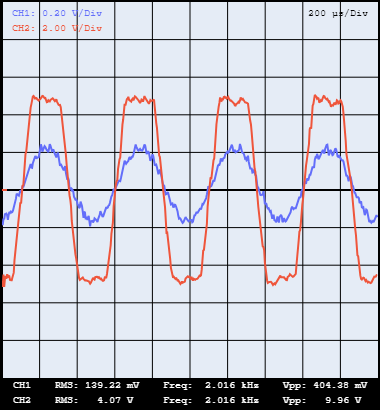 CH1: 0.20 V/Div
200 µs/Div
CH2: 2.00 V/Div
CH1 RMS: 139.22 mV Freq: 2.016 kHz Vpp: 404.38 mV
CH2 RMS: 4.07 V Freq: 2.016 kHz Vpp: 9.96 V